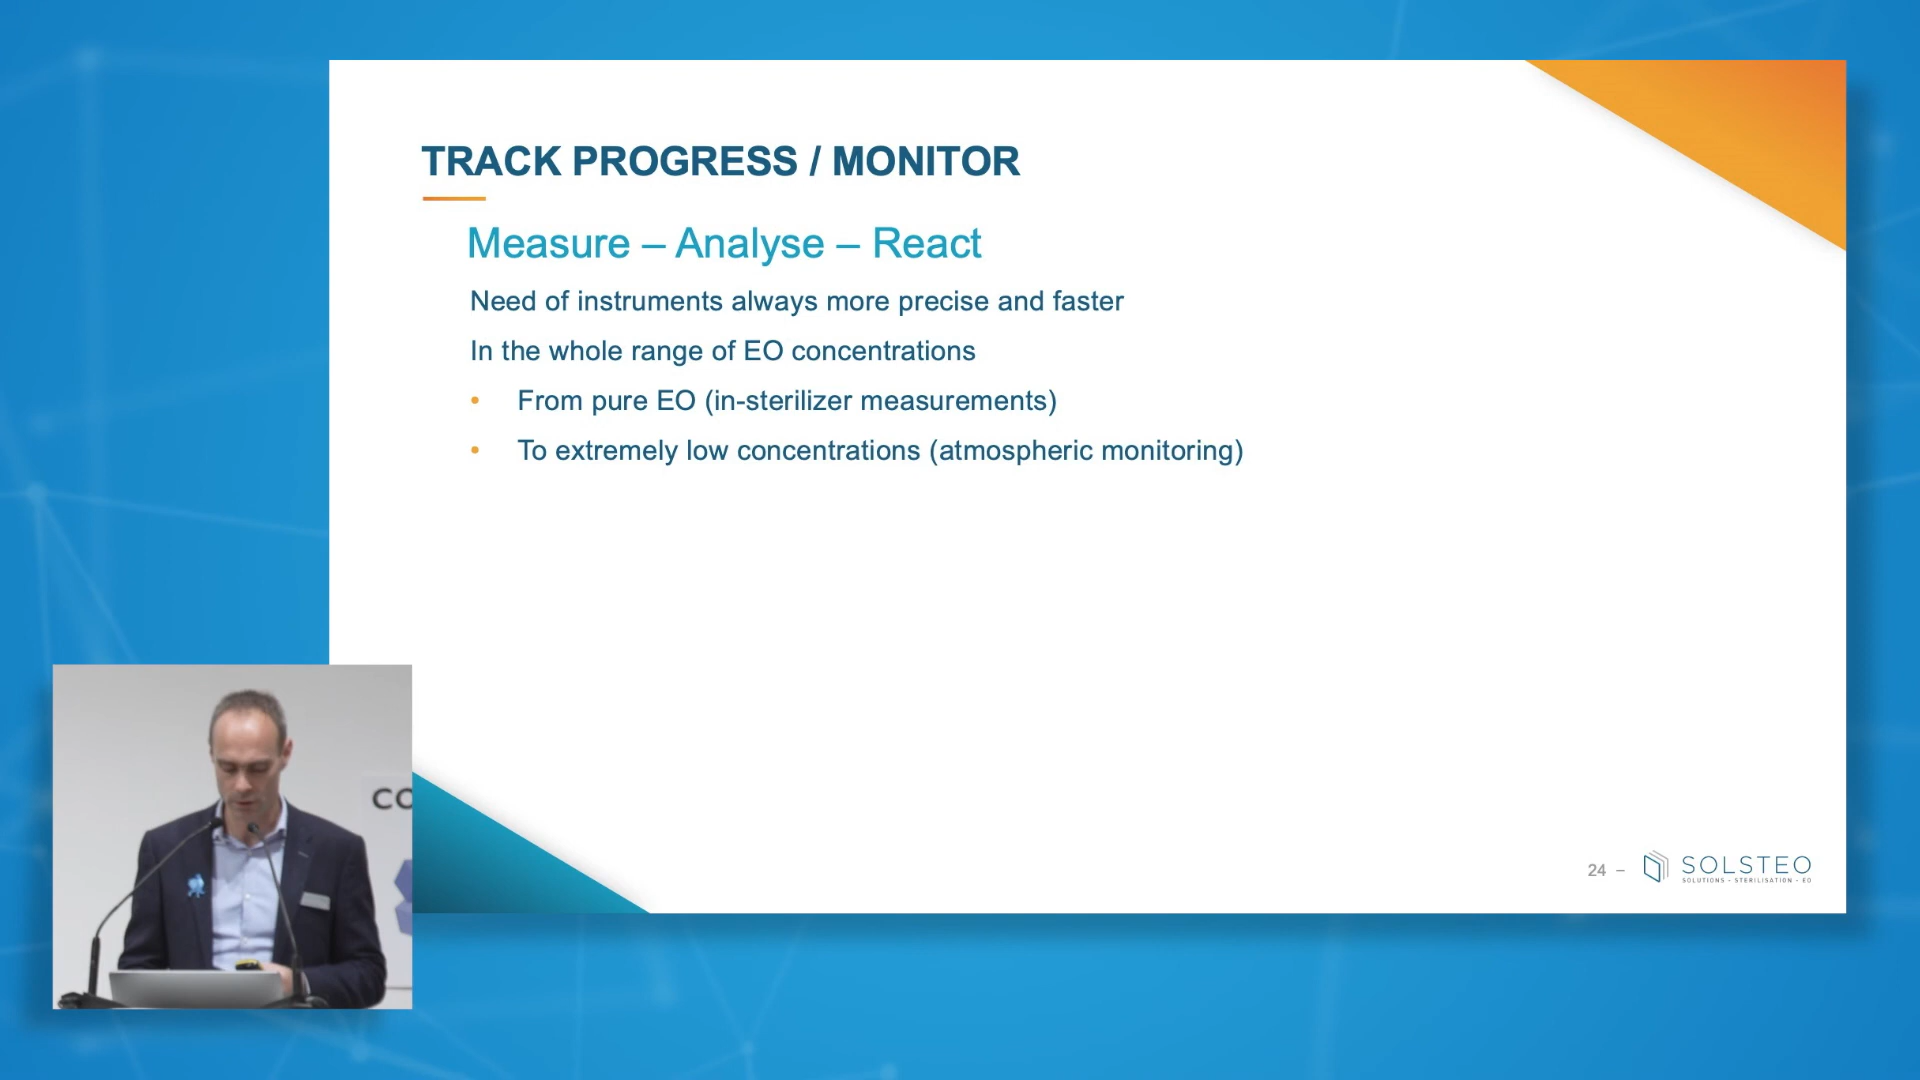 TRACK PROGRESS / MONITOR
Measure – Analyse – React
Need of instruments always more precise and faster
In the whole range of EO concentrations
• From pure EO (in-sterilizer measurements)
• To extremely low concentrations (atmospheric monitoring)
CO
24 –
SOLSTEO
SOLUTIONS - STERILISATION - EO